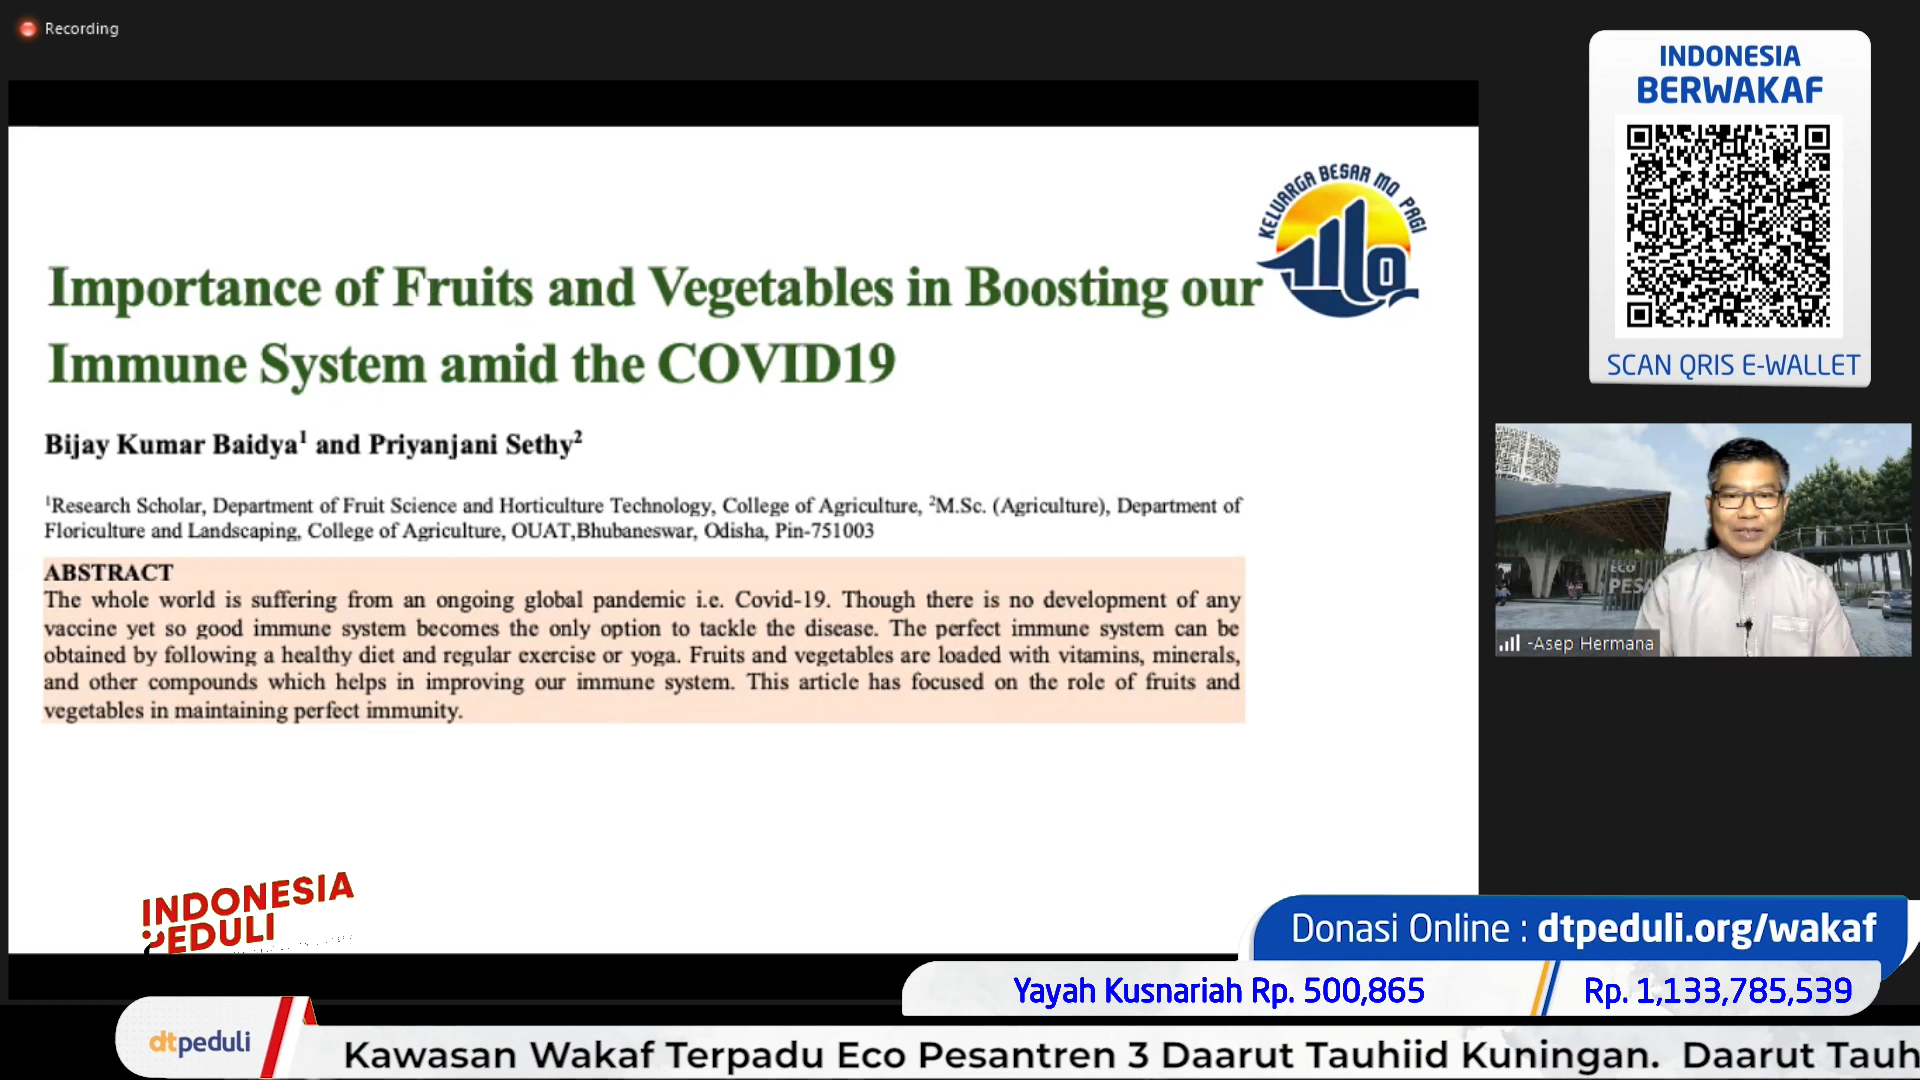 Recording
INDONESIA
BERWAKAF
SCAN QRIS E-WALLET
KELUARGA BESAR MQ PAGI
Importance of Fruits and Vegetables in Boosting our
Immune System amid the COVID19
Bijay Kumar Baidya1 and Priyanjani Sethy2
1Research Scholar, Department of Fruit Science and Horticulture Technology, College of Agriculture, 2M.Sc. (Agriculture), Department of
Floriculture and Landscaping, College of Agriculture, OUAT,Bhubaneswar, Odisha, Pin-751003
ABSTRACT
The whole world is suffering from an ongoing global pandemic i.e. Covid-19. Though there is no development of any
vaccine yet so good immune system becomes the only option to tackle the disease. The perfect immune system can be
obtained by following a healthy diet and regular exercise or yoga. Fruits and vegetables are loaded with vitamins, minerals,
and other compounds which helps in improving our immune system. This article has focused on the role of fruits and
vegetables in maintaining perfect immunity.
ECO
PESA
-Asep Hermana
INDONESIA
PEDULI
Donasi Online : dtpeduli.org/wakaf
Yayah Kusnariah Rp. 500,865
Rp. 1,133,785,539
dtpeduli
Kawasan Wakaf Terpadu Eco Pesantren 3 Daarut Tauhiid Kuningan. Daarut Tauh